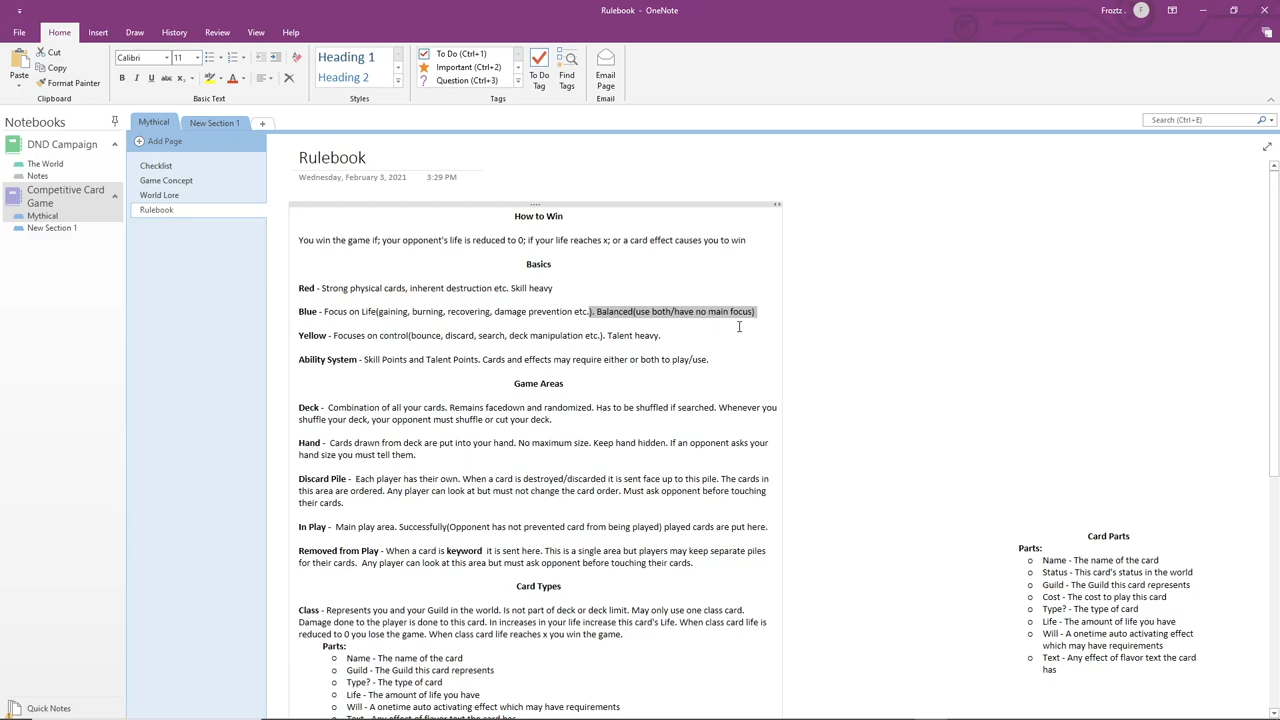 Rulebook - OneNote
Froztz . F
File Home Insert Draw History Review View Help
Paste
Cut
Copy
Format Painter
Clipboard
Calibri 11
B I U abc x₂ A
Basic Text
Heading 1
Heading 2
Styles
To Do (Ctrl+1)
Important (Ctrl+2)
Question (Ctrl+3)
To Do
Tag
Find
Tags
Tags
Email
Page
Email
Notebooks
Mythical
New Section 1
Search (Ctrl+E)
DND Campaign
The World
Notes
Competitive Card
Game
Mythical
New Section 1
Add Page
Checklist
Game Concept
World Lore
Rulebook
Rulebook
Wednesday, February 3, 2021 3:29 PM
How to Win
You win the game if; your opponent's life is reduced to 0; if your life reaches x; or a card effect causes you to win
Basics
Red - Strong physical cards, inherent destruction etc. Skill heavy
Blue - Focus on Life(gaining, burning, recovering, damage prevention etc.). Balanced(use both/have no main focus)
Yellow - Focuses on control(bounce, discard, search, deck manipulation etc.). Talent heavy.
Ability System - Skill Points and Talent Points. Cards and effects may require either or both to play/use.
Game Areas
Deck - Combination of all your cards. Remains facedown and randomized. Has to be shuffled if searched. Whenever you
shuffle your deck, your opponent must shuffle or cut your deck.
Hand - Cards drawn from deck are put into your hand. No maximum size. Keep hand hidden. If an opponent asks your
hand size you must tell them.
Discard Pile - Each player has their own. When a card is destroyed/discarded it is sent face up to this pile. The cards in
this area are ordered. Any player can look at but must not change the card order. Must ask opponent before touching
their cards.
In Play - Main play area. Successfully(Opponent has not prevented card from being played) played cards are put here.
Removed from Play - When a card is keyword it is sent here. This is a single area but players may keep separate piles
for their cards. Any player can look at this area but must ask opponent before touching their cards.
Card Types
Class - Represents you and your Guild in the world. Is not part of deck or deck limit. May only use one class card.
Damage done to the player is done to this card. In increases in your life increase this card's Life. When class card life is
reduced to 0 you lose the game. When class card life reaches x you win the game.
Parts:
o Name - The name of the card
o Guild - The Guild this card represents
o Type? - The type of card
o Life - The amount of life you have
o Will - A onetime auto activating effect which may have requirements
o Text - Any effect of flavor text the card has
Card Parts
Parts:
o Name - The name of the card
o Status - This card's status in the world
o Guild - The Guild this card represents
o Cost - The cost to play this card
o Type? - The type of card
o Life - The amount of life you have
o Will - A onetime auto activating effect
which may have requirements
o Text - Any effect of flavor text the card
has
Quick Notes